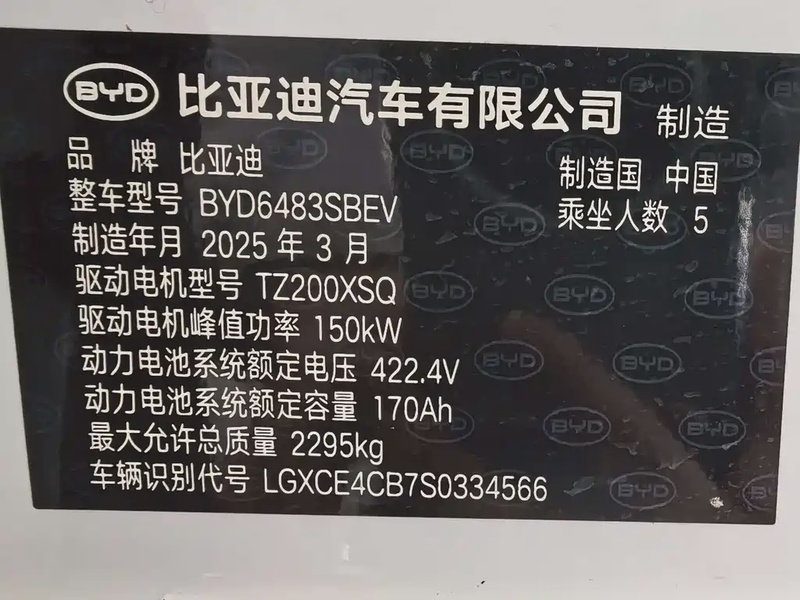 BYD 比亚迪汽车有限公司 制造
品 牌 比亚迪
制造国 中国
整车型号 BYD6483SBEV
乘坐人数 5
制造年月 2025 年 3 月
驱动电机型号 TZ200XSQ
驱动电机峰值功率 150kW
动力电池系统额定电压 422.4V
动力电池系统额定容量 170Ah
最大允许总质量 2295kg
车辆识别代号 LGXCE4CB7S0334566